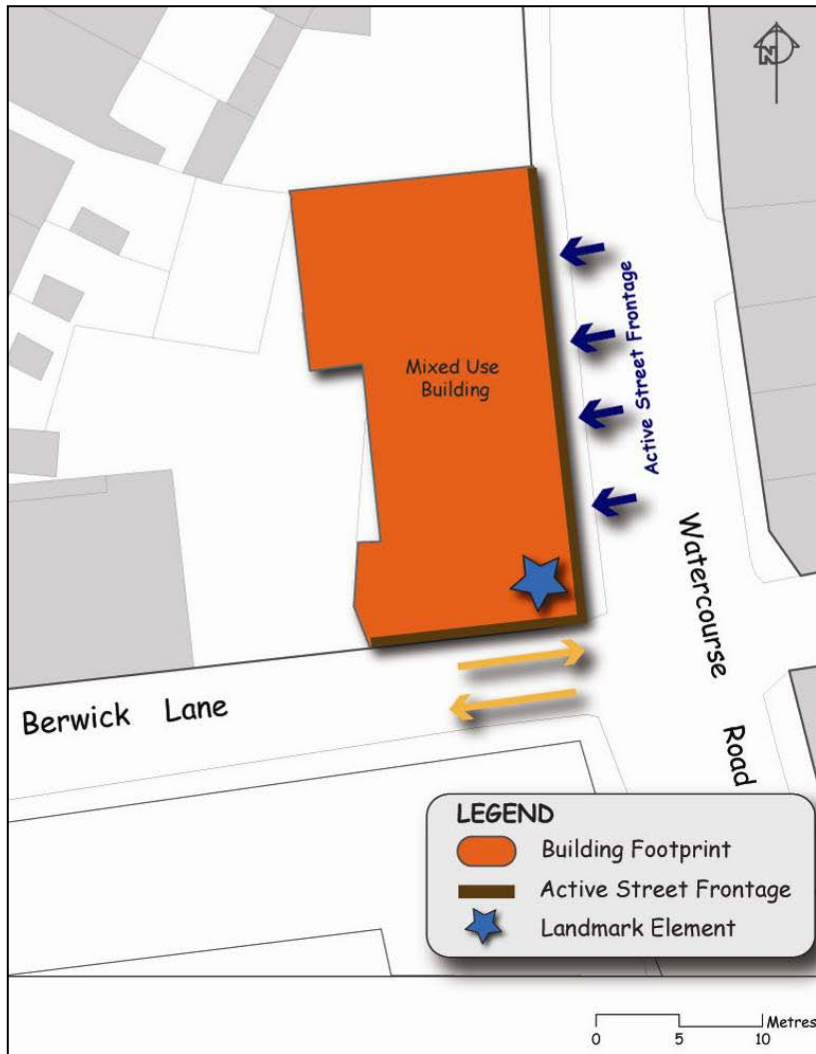 N
Mixed Use
Building
Active Street Frontage
Watercourse
Road
Berwick Lane
LEGEND
Building Footprint
Active Street Frontage
Landmark Element
Metres
0 5 10